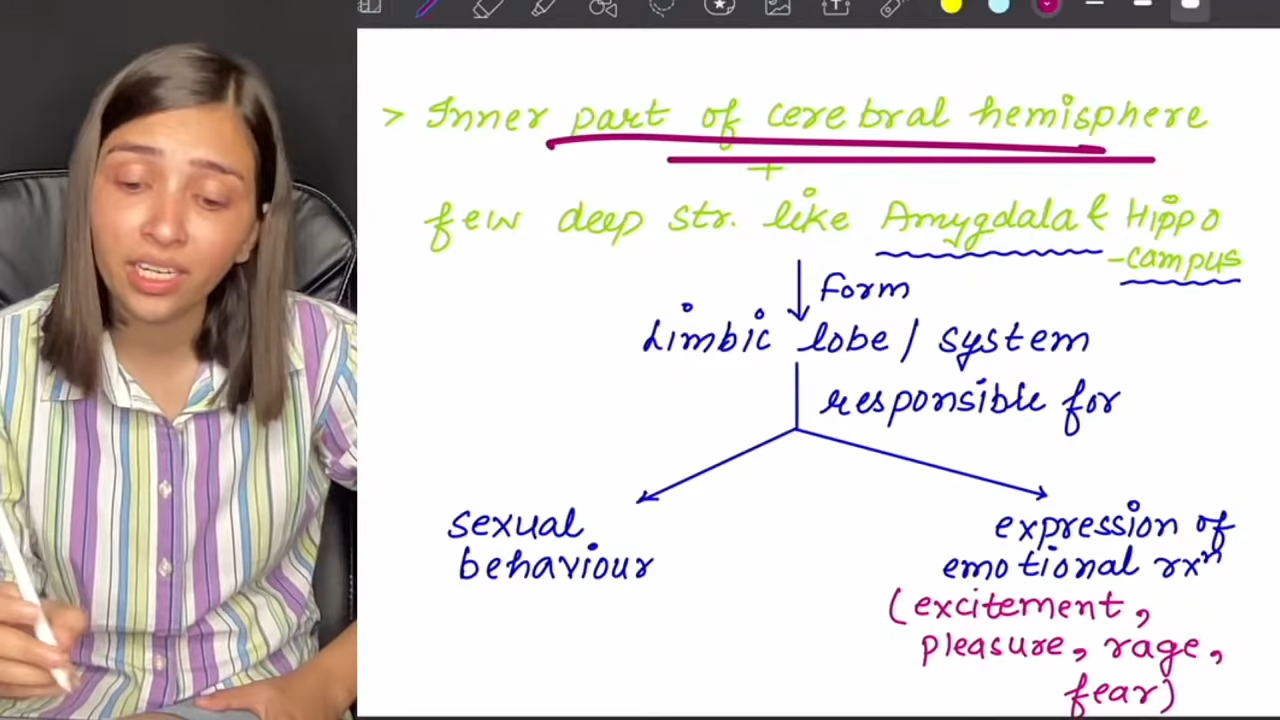 > Inner part of cerebral hemisphere
+
few deep str. like Amygdala & Hippo
-campus
Form
Limbic lobe / system
responsible for
sexual
behaviour
expression of
emotional rxⁿ
(excitement,
pleasure, rage,
fear)